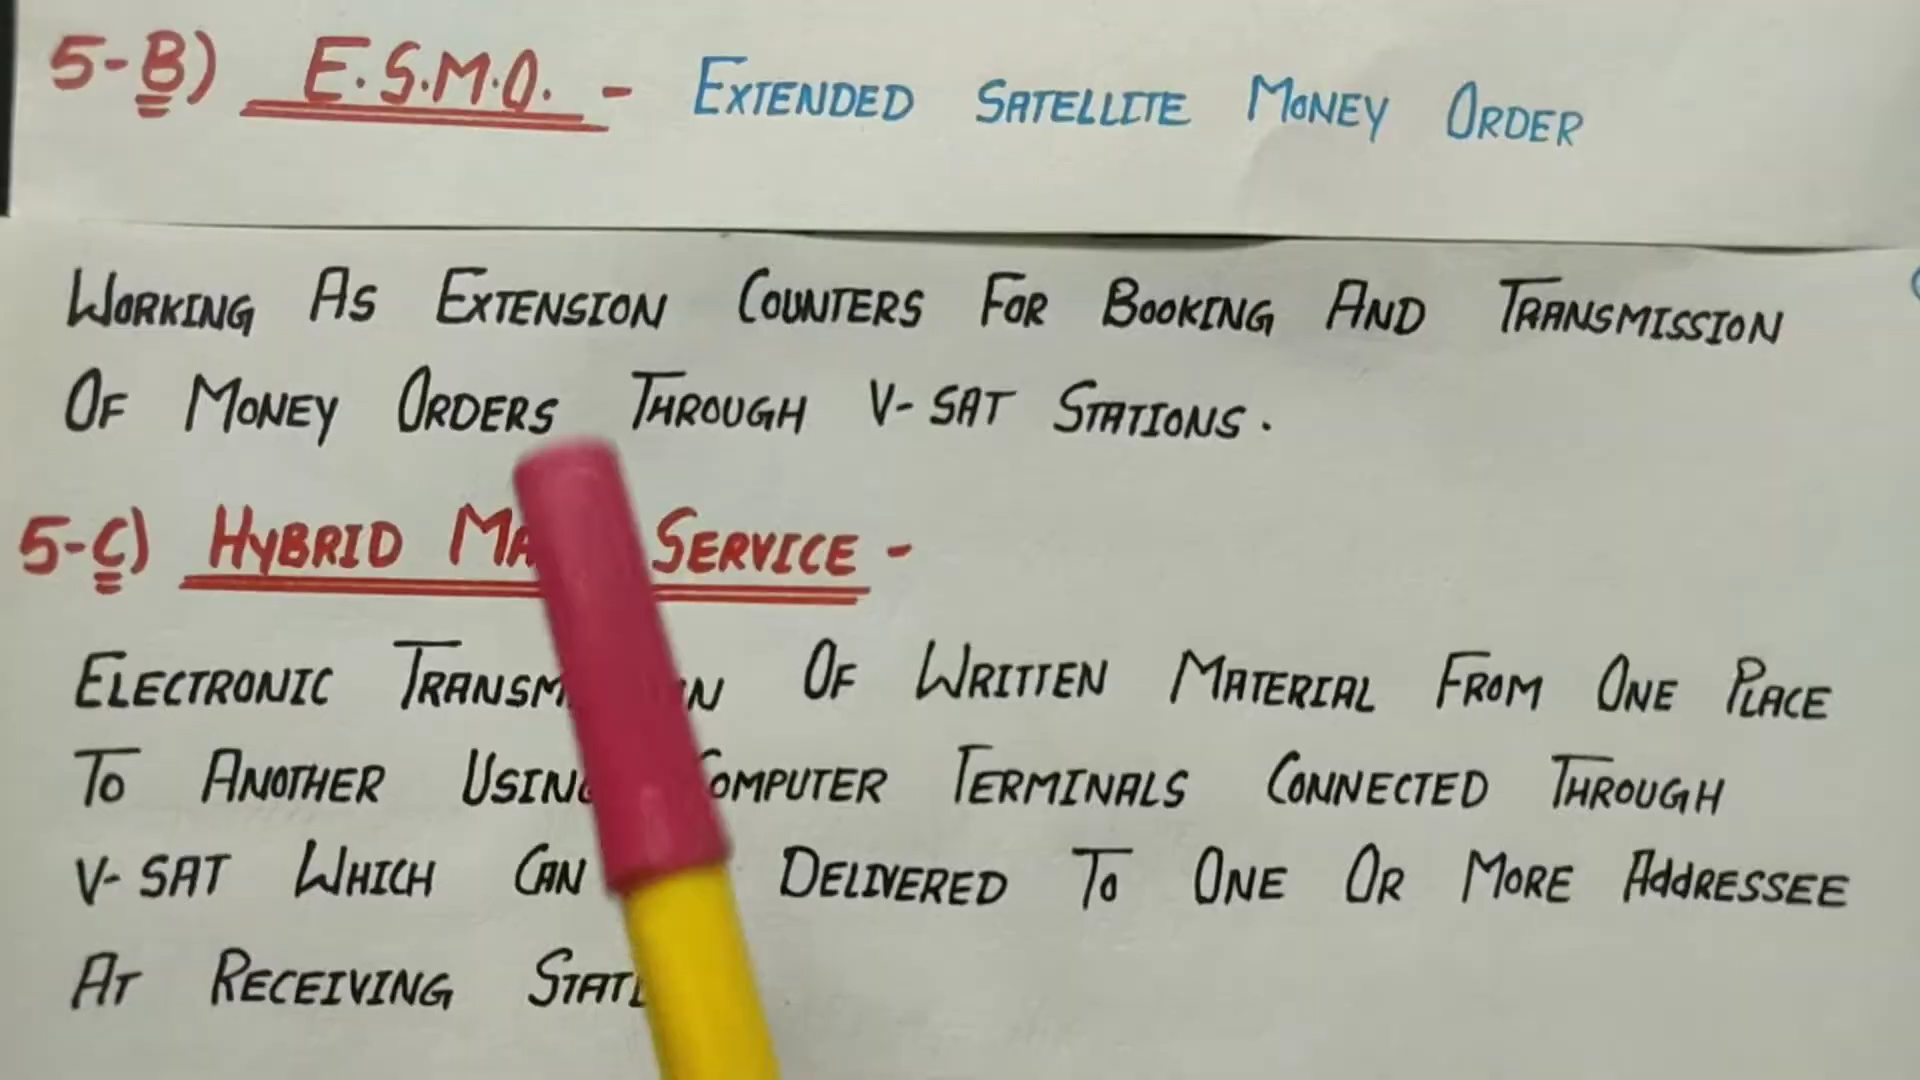 5-B) E.S.M.O. - EXTENDED SATELLITE MONEY ORDER
WORKING AS EXTENSION COUNTERS FOR BOOKING AND TRANSMISSION
OF MONEY ORDERS THROUGH V-SAT STATIONS.
5-C) HYBRID SERVICE -
ELECTRONIC OF WRITTEN MATERIAL FROM ONE PLACE
TO ANOTHER USING COMPUTER TERMINALS CONNECTED THROUGH
V-SAT WHICH CAN DELIVERED TO ONE OR MORE ADDRESSEE
AT RECEIVING